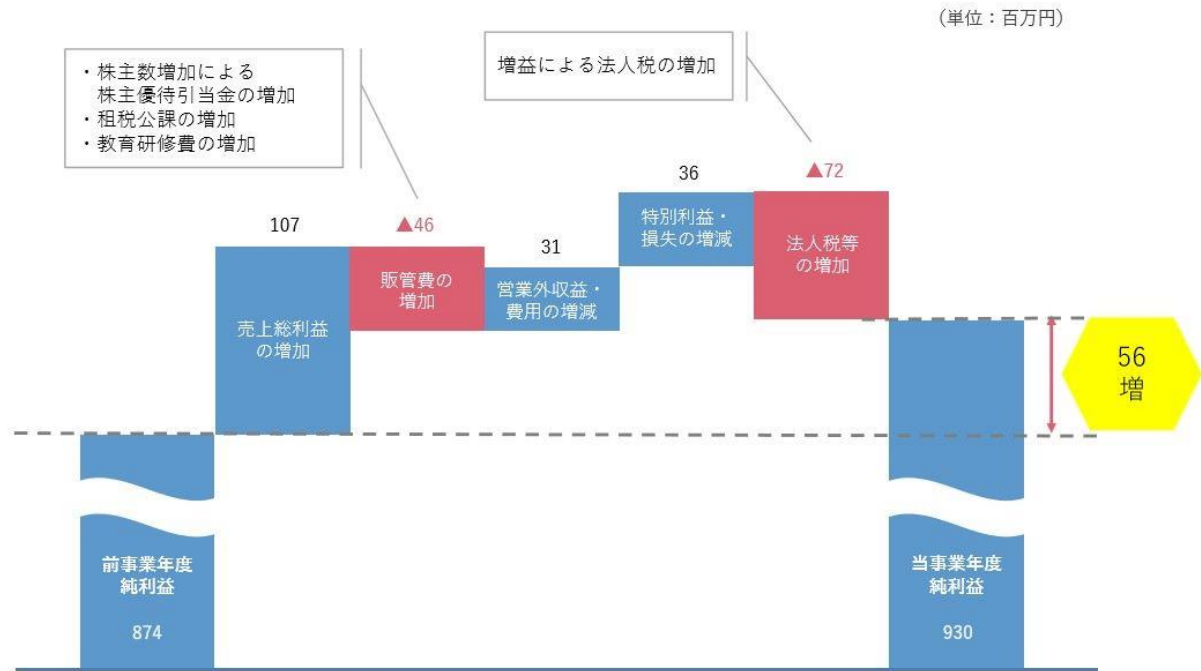 (単位：百万円)
・株主数増加による
株主優待引当金の増加
・租税公課の増加
・教育研修費の増加
増益による法人税の増加
107
▲46
31
36
▲72
売上総利益
の増加
販管費の
増加
営業外収益・
費用の増減
特別利益・
損失の増減
法人税等
の増加
56
増
前事業年度
純利益
874
当事業年度
純利益
930